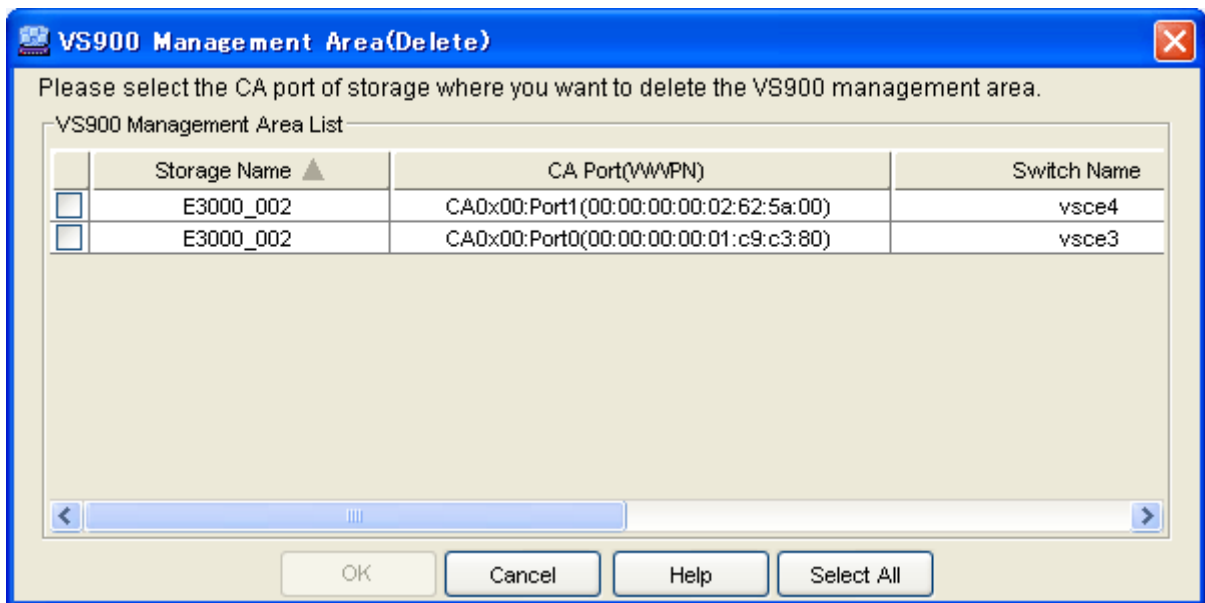 VS900 Management Area(Delete)
Please select the CA port of storage where you want to delete the VS900 management area.
VS900 Management Area List
Storage Name CA Port(WWPN) Switch Name
E3000_002 CA0x00:Port1(00:00:00:00:02:62:5a:00) vsce4
E3000_002 CA0x00:Port0(00:00:00:00:01:c9:c3:80) vsce3
OK Cancel Help Select All